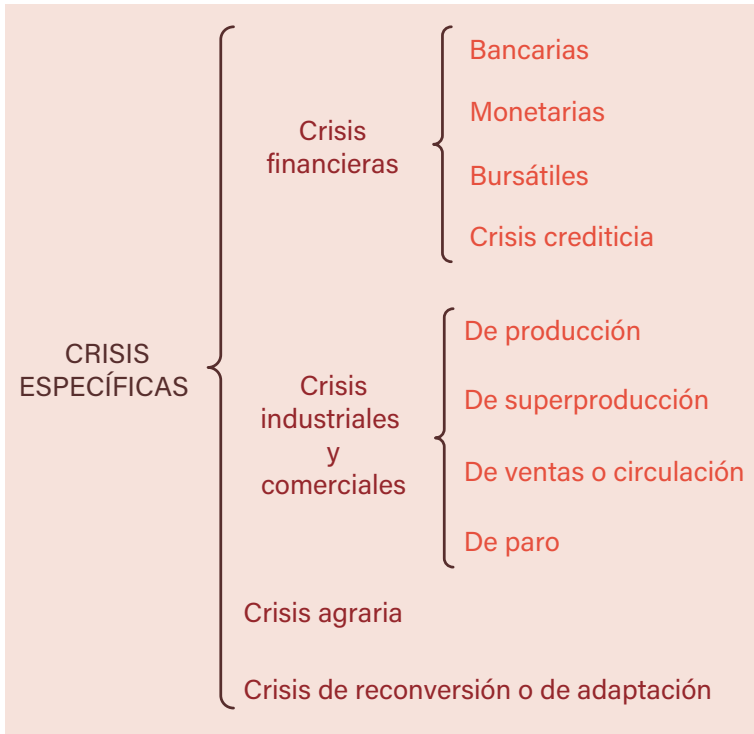 CRISIS
ESPECÍFICAS
Crisis
financieras
Bancarias
Monetarias
Bursátiles
Crisis crediticia
Crisis
industriales
y
comerciales
De producción
De superproducción
De ventas o circulación
De paro
Crisis agraria
Crisis de reconversión o de adaptación